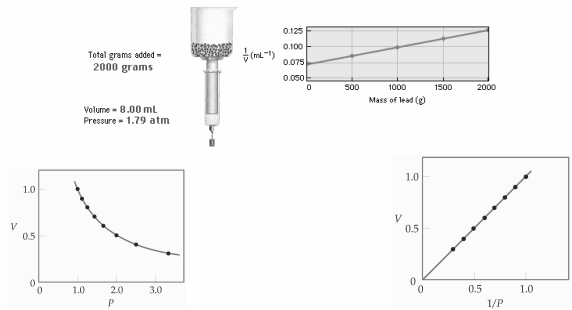 Total grams added =
2000 grams
Volume = 8.00 mL
Pressure = 1.79 atm
1/V (mL⁻¹)
0.125
0.100
0.075
0.050
0 500 1000 1500 2000
Mass of lead (g)
V
1.0
0.5
0
0 1.0 2.0 3.0
P
V
1.0
0.5
0
0 0.5 1.0
1/P